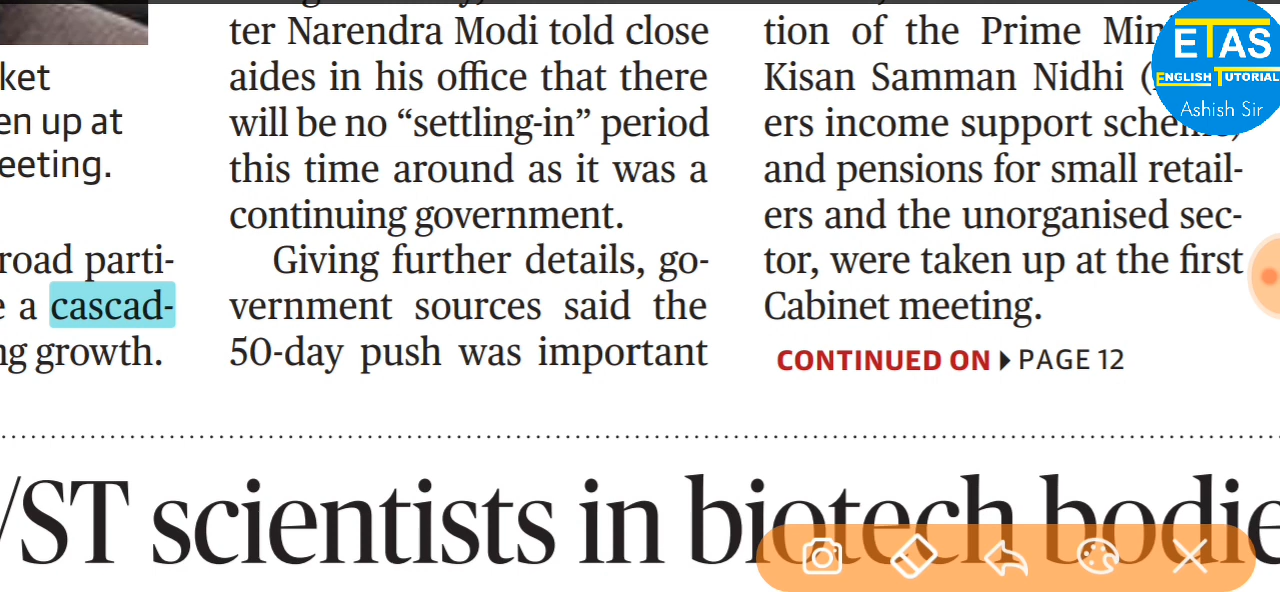 ket
en up at
eeting.
road parti-
e a cascad-
ng growth.
ter Narendra Modi told close
aides in his office that there
will be no “settling-in” period
this time around as it was a
continuing government.
Giving further details, go-
vernment sources said the
50-day push was important
tion of the Prime Min
Kisan Samman Nidhi (
ers income support scheme,
and pensions for small retail-
ers and the unorganised sec-
tor, were taken up at the first
Cabinet meeting.
CONTINUED ON PAGE 12
/ST scientists in biotech bodie
ETAS
ENGLISH TUTORIAL
Ashish Sir